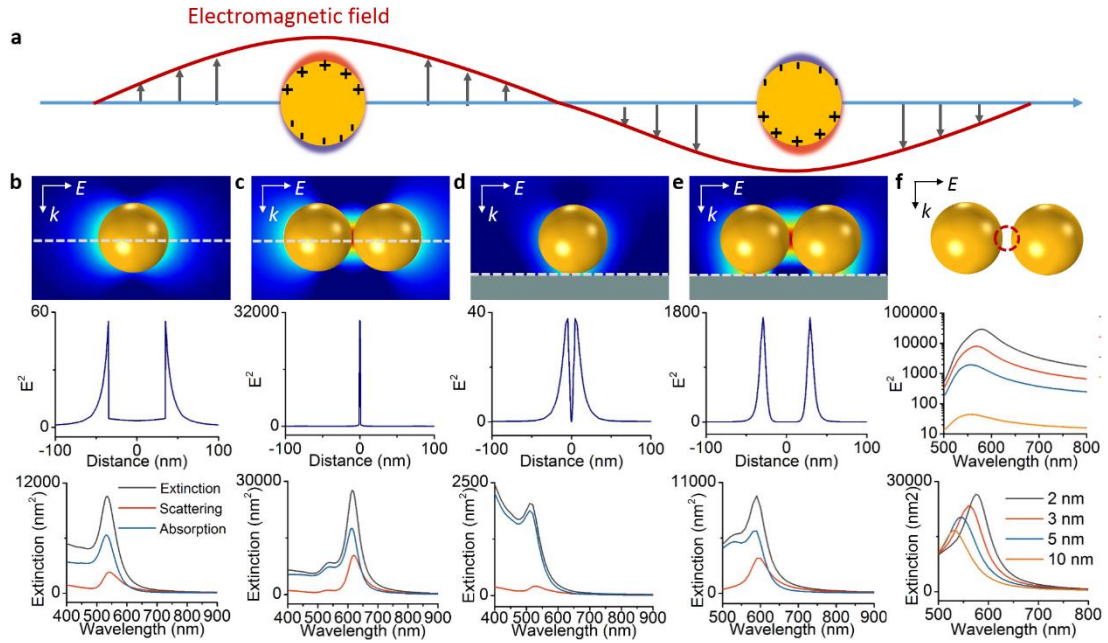 Electromagnetic field
a
+ + + + +
- - - - -
- - - - -
+ + + + +
b E k
c E k
d E k
e E k
f E k
60
0
E²
-100 -50 0 50 100
Distance (nm)
32000
0
E²
-100 0 100
Distance (nm)
40
0
E²
-100 0 100
Distance (nm)
1800
0
E²
-100 0 100
Distance (nm)
100000
10000
1000
100
10
E²
500 600 700 800
Wavelength (nm)
12000
0
Extinction (nm²)
Extinction
Scattering
Absorption
400 500 600 700 800 900
Wavelength (nm)
30000
0
Extinction (nm²)
400 500 600 700 800 900
Wavelength (nm)
2500
0
Extinction (nm²)
400 500 600 700 800 900
Wavelength (nm)
11000
0
Extinction (nm²)
500 600 700 800 900
Wavelength (nm)
30000
0
Extinction (nm2)
2 nm
3 nm
5 nm
10 nm
500 600 700 800
Wavelength (nm)